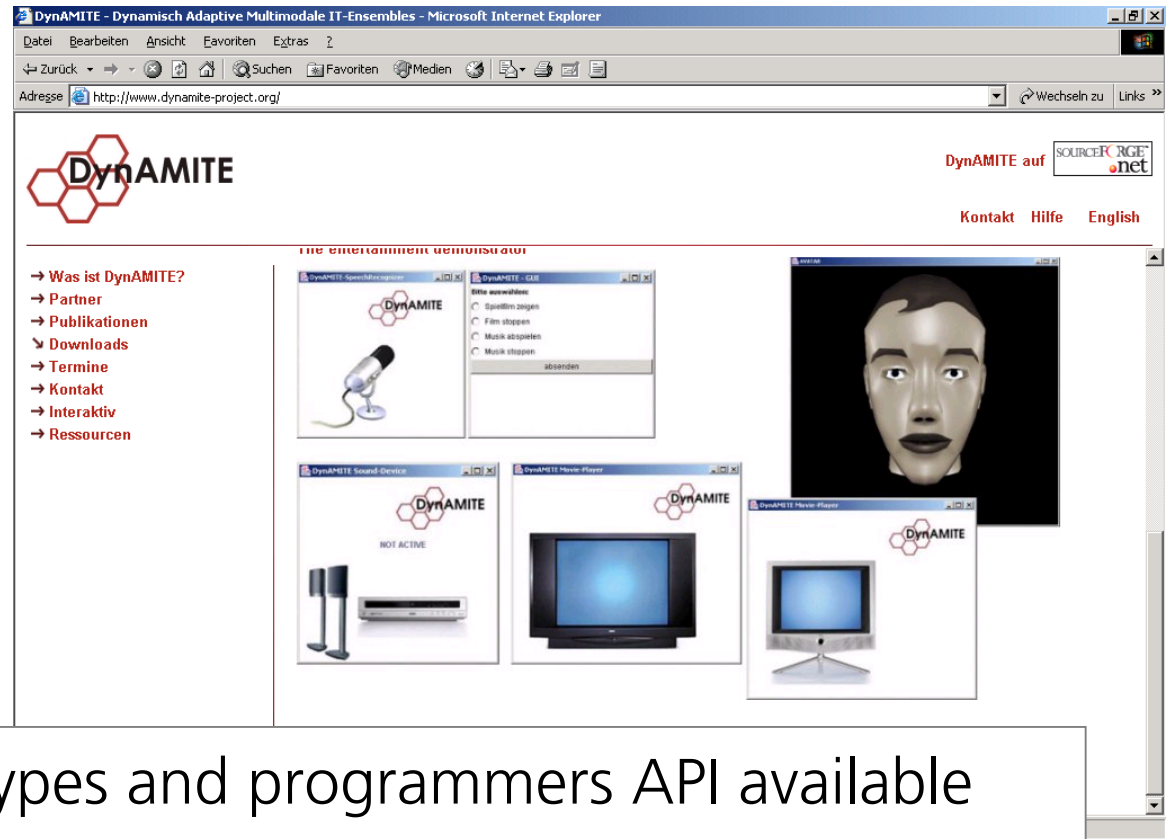 DynAMITE - Dynamisch Adaptive Multimodale IT-Ensembles - Microsoft Internet Explorer
Datei Bearbeiten Ansicht Favoriten Extras ?
Zurück Suchen Favoriten Medien
Adresse http://www.dynamite-project.org/ Wechseln zu Links »
DynAMITE
DynAMITE auf SOURCEFORGE™.net
Kontakt Hilfe English
The entertainment demonstrator
→ Was ist DynAMITE?
→ Partner
→ Publikationen
↘ Downloads
→ Termine
→ Kontakt
→ Interaktiv
→ Ressourcen
DynAMITE-SpeechRecognizer
DynAMITE
DynAMITE - GUI
Bitte auswählen:
Spielfilm zeigen
Film stoppen
Musik abspielen
Musik stoppen
absenden
AVATAR
DynAMITE Sound-Device
DynAMITE
NOT ACTIVE
DynAMITE Movie-Player
DynAMITE
DynAMITE Movie-Player
DynAMITE
ypes and programmers API available